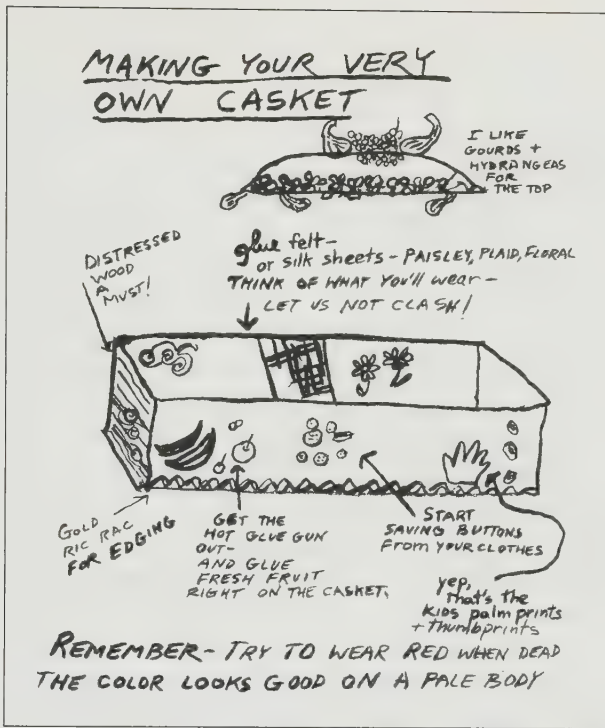 MAKING YOUR VERY
OWN CASKET
I LIKE
GOURDS +
HYDRANGEAS
FOR
THE TOP
DISTRESSED
WOOD
A
MUST!
glue felt-
or silk sheets - PAISLEY, PLAID, FLORAL
THINK OF WHAT YOU'll WEAR-
LET US NOT CLASH!
GOLD
RIC RAC
FOR EDGING
GET THE
HOT GLUE GUN
OUT-
AND GLUE
FRESH FRUIT
RIGHT ON THE CASKET.
START
SAVING BUTTONS
From YOUR CLOTHES
yep,
that's the
Kids palm prints
+ thumbprints
REMEMBER- TRY TO WEAR RED WHEN DEAD
THE COLOR LOOKS GOOD ON A PALE BODY